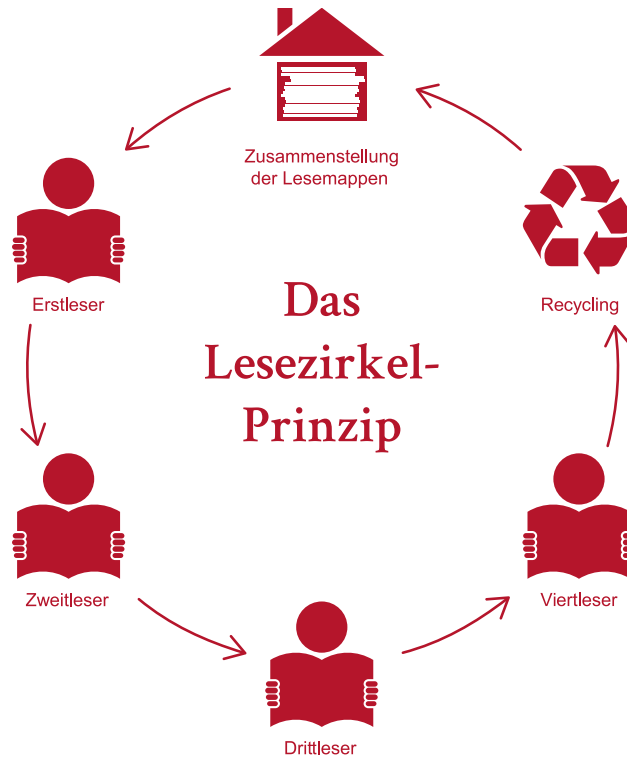 Zusammenstellung
der Lesemappen
Erstleser
Recycling
Das
Lesezirkel-
Prinzip
Zweitleser
Viertleser
Drittleser